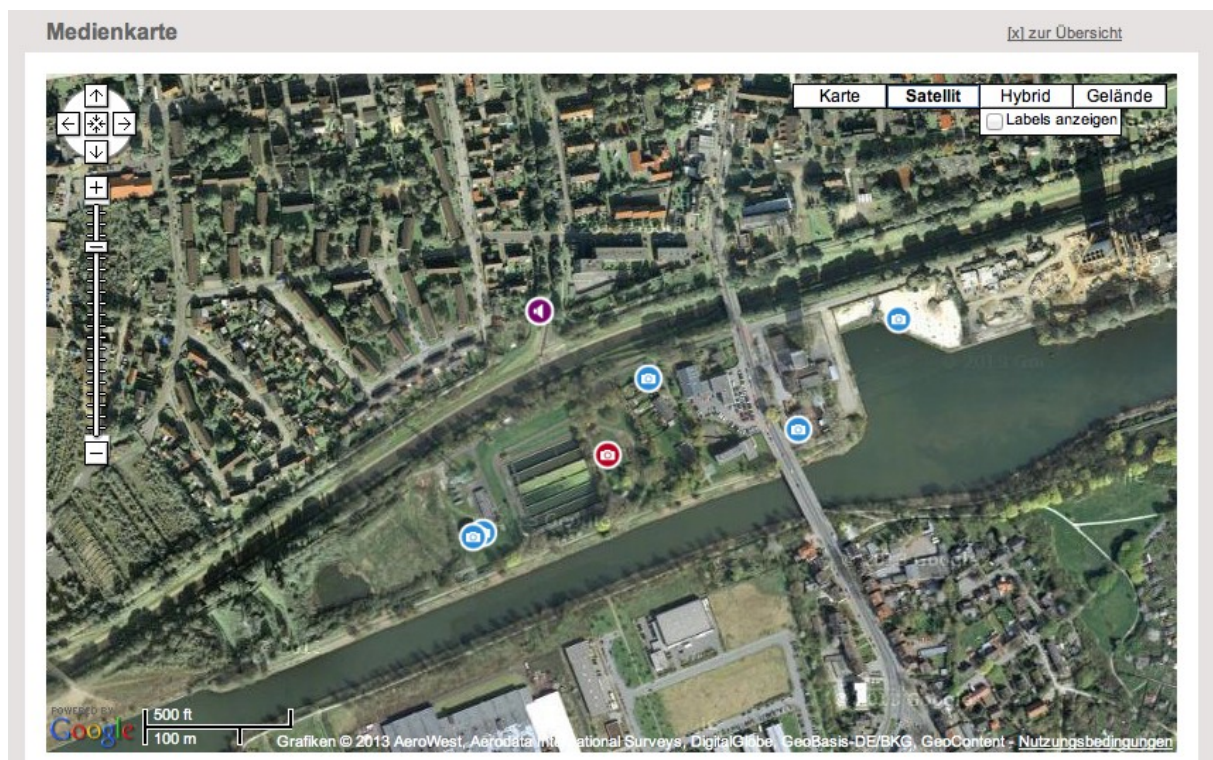 Medienkarte
[x] zur Übersicht
Karte
Satellit
Hybrid
Gelände
Labels anzeigen
POWERED BY
Google
500 ft
100 m
Grafiken © 2013 AeroWest, Aerodata International Surveys, DigitalGlobe, GeoBasis-DE/BKG, GeoContent - Nutzungsbedingungen